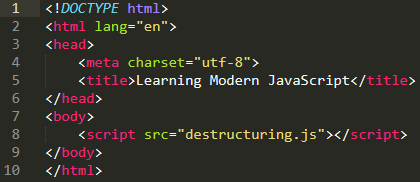 1 <!DOCTYPE html>
2 <html lang="en">
3 <head>
4     <meta charset="utf-8">
5     <title>Learning Modern JavaScript</title>
6 </head>
7 <body>
8     <script src="destructuring.js"></script>
9 </body>
10 </html>